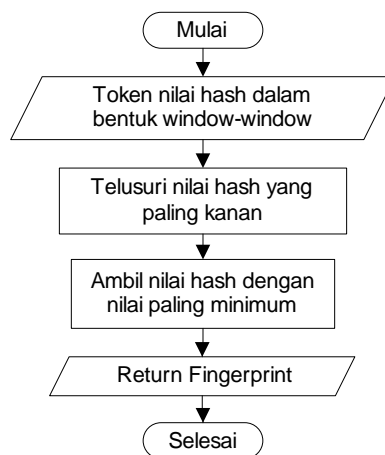 Mulai
Token nilai hash dalam
bentuk window-window
Telusuri nilai hash yang
paling kanan
Ambil nilai hash dengan
nilai paling minimum
Return Fingerprint
Selesai